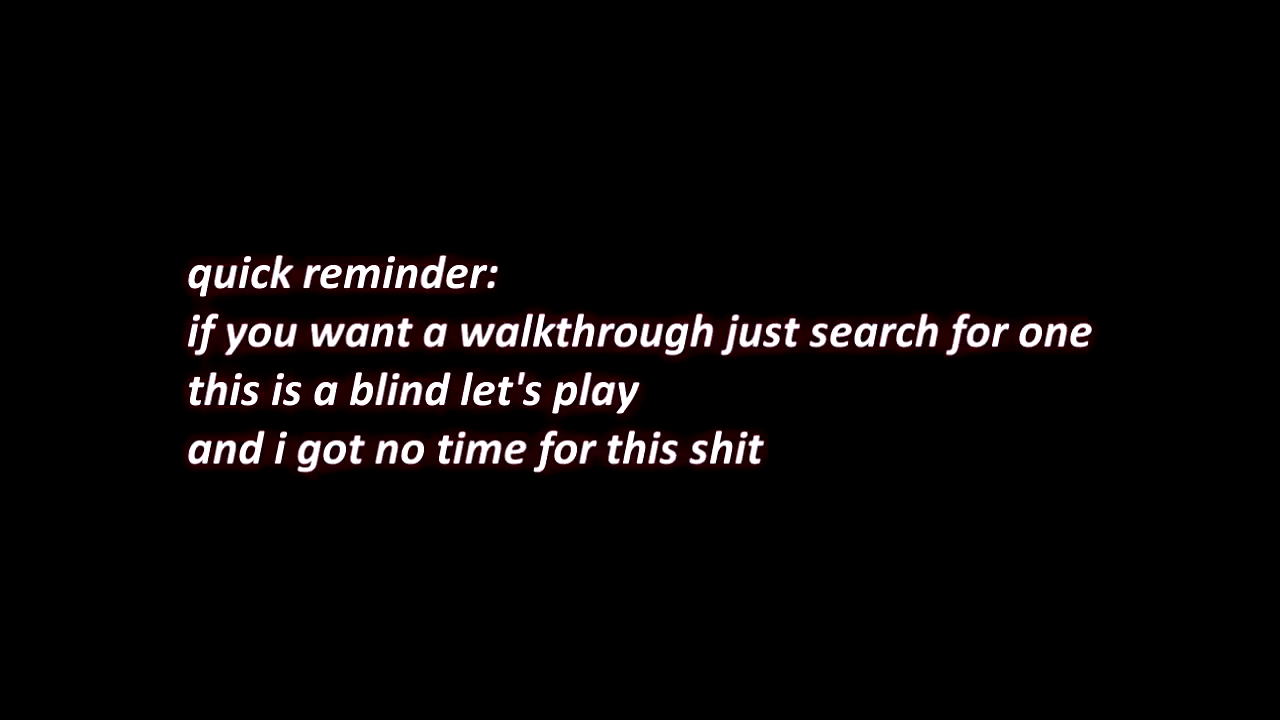 quick reminder:
if you want a walkthrough just search for one
this is a blind let's play
and i got no time for this shit